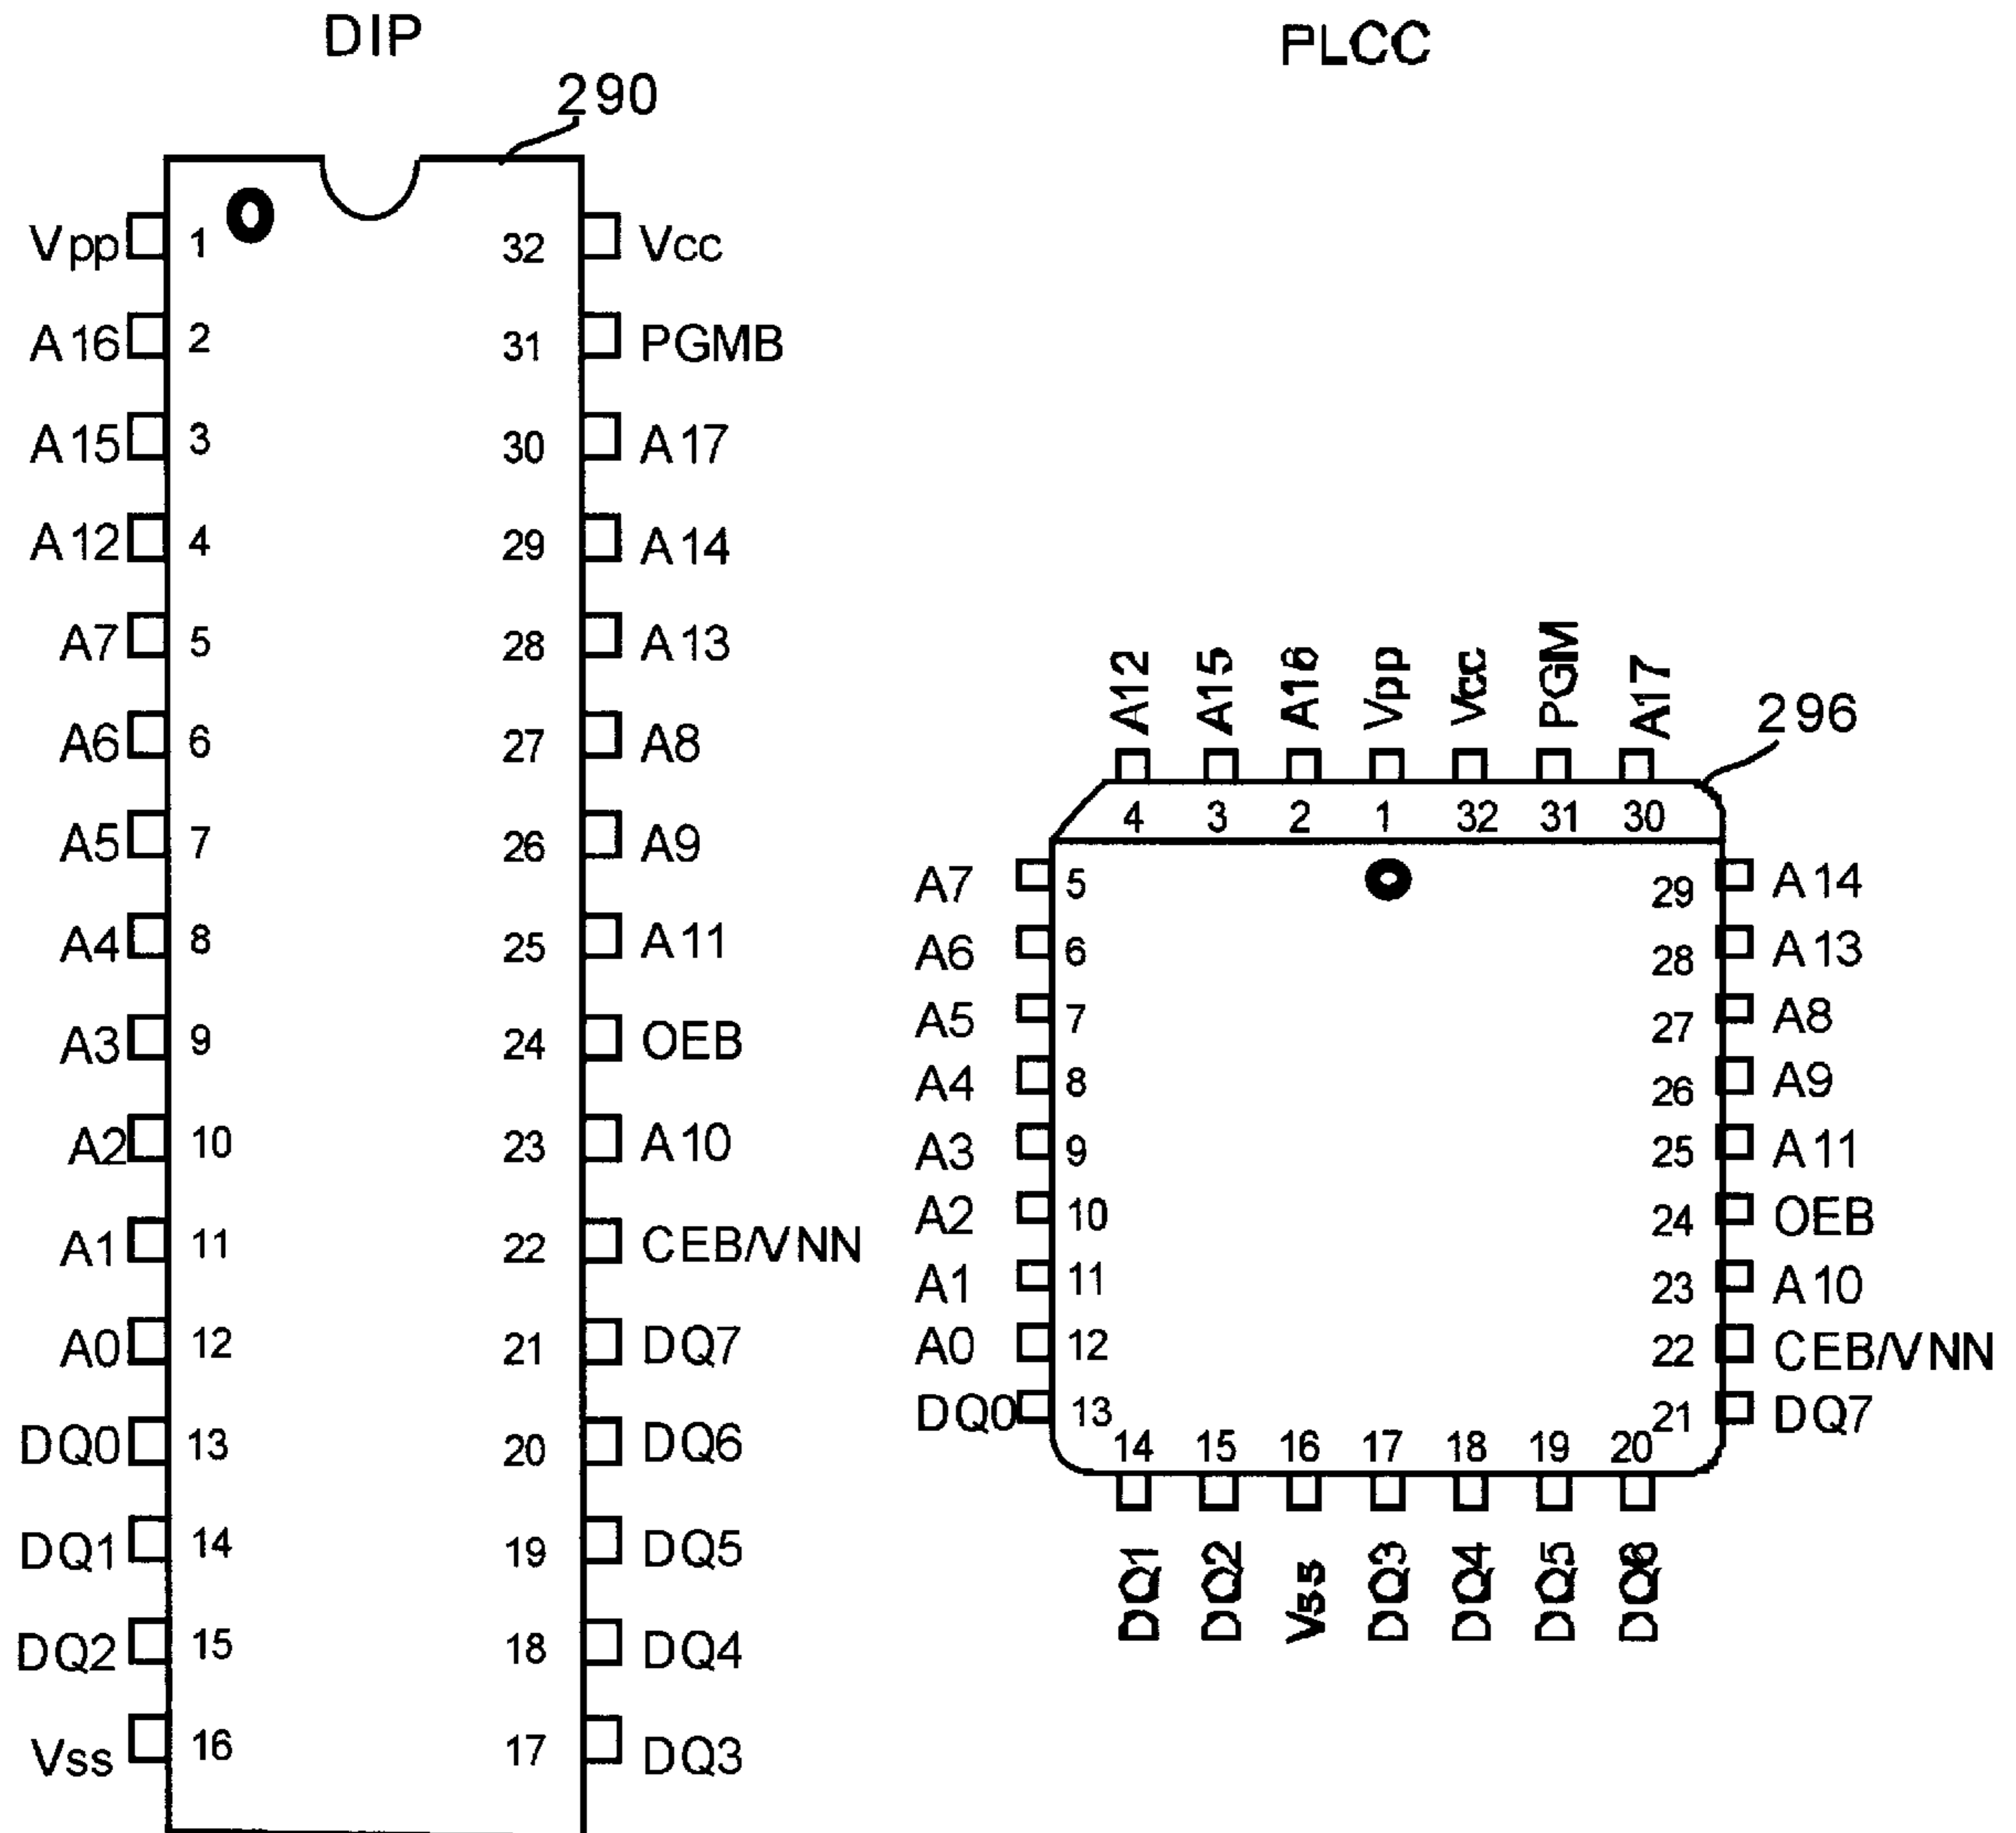 DIP
290
Vpp 1 32 Vcc
A16 2 31 PGMB
A15 3 30 A17
A12 4 29 A14
A7 5 28 A13
A6 6 27 A8
A5 7 26 A9
A4 8 25 A11
A3 9 24 OEB
A2 10 23 A10
A1 11 22 CEB/VNN
A0 12 21 DQ7
DQ0 13 20 DQ6
DQ1 14 19 DQ5
DQ2 15 18 DQ4
Vss 16 17 DQ3
PLCC
296
A12 A15 A16 Vpp Vcc PGM A17
4 3 2 1 32 31 30
A7 5 29 A14
A6 6 28 A13
A5 7 27 A8
A4 8 26 A9
A3 9 25 A11
A2 10 24 OEB
A1 11 23 A10
A0 12 22 CEB/VNN
DQ0 13 21 DQ7
14 15 16 17 18 19 20
DQ1 DQ2 Vss DQ3 DQ4 DQ5 DQ6